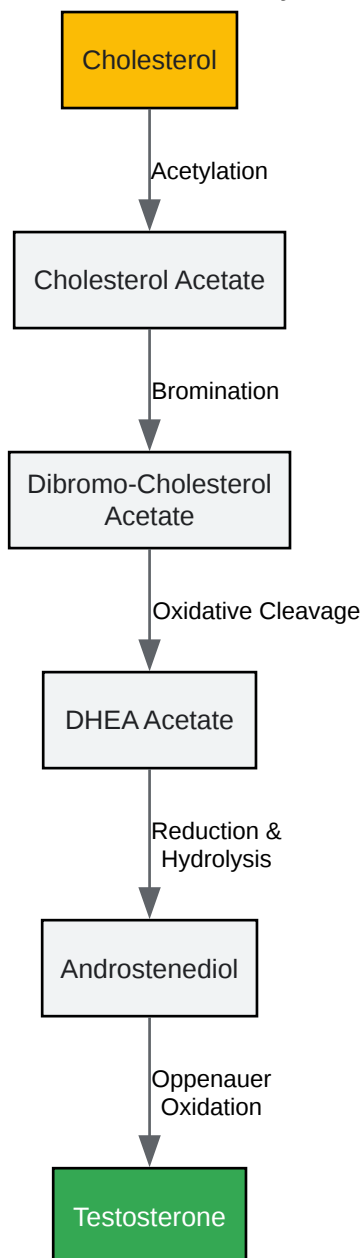 Cholesterol
Acetylation
Cholesterol Acetate
Bromination
Dibromo-Cholesterol
Acetate
Oxidative Cleavage
DHEA Acetate
Reduction &
Hydrolysis
Androstenediol
Oppenauer
Oxidation
Testosterone